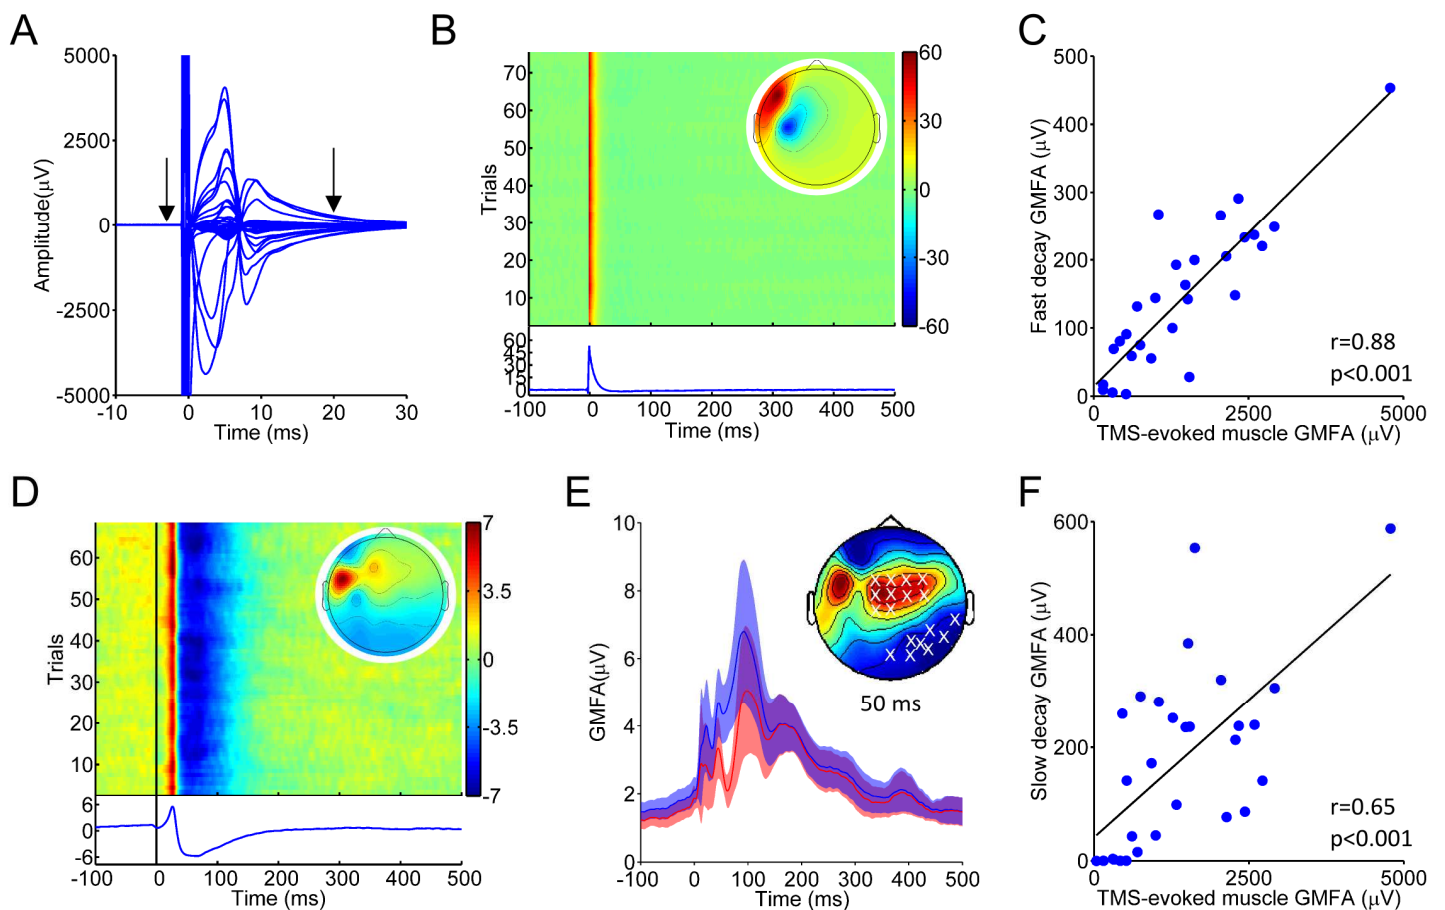 A
5000
2500
0
-2500
-5000
Amplitude(μV)
-10 0 10 20 30
Time (ms)
B
70
60
50
40
30
20
10
Trials
60
30
0
-30
-60
60
45
30
15
0
-100 0 100 200 300 400 500
Time (ms)
C
500
400
300
200
100
0
Fast decay GMFA (μV)
r=0.88
p<0.001
0 2500 5000
TMS-evoked muscle GMFA (μV)
D
60
50
40
30
20
10
Trials
7
3.5
0
-3.5
-7
6
0
-6
-100 0 100 200 300 400 500
Time (ms)
E
10
8
6
4
2
0
GMFA(μV)
X X X X
X X X X
X X
X
X X
X X X
X X
50 ms
-100 0 100 200 300 400 500
Time (ms)
F
600
400
200
0
Slow decay GMFA (μV)
r=0.65
p<0.001
0 2500 5000
TMS-evoked muscle GMFA (μV)